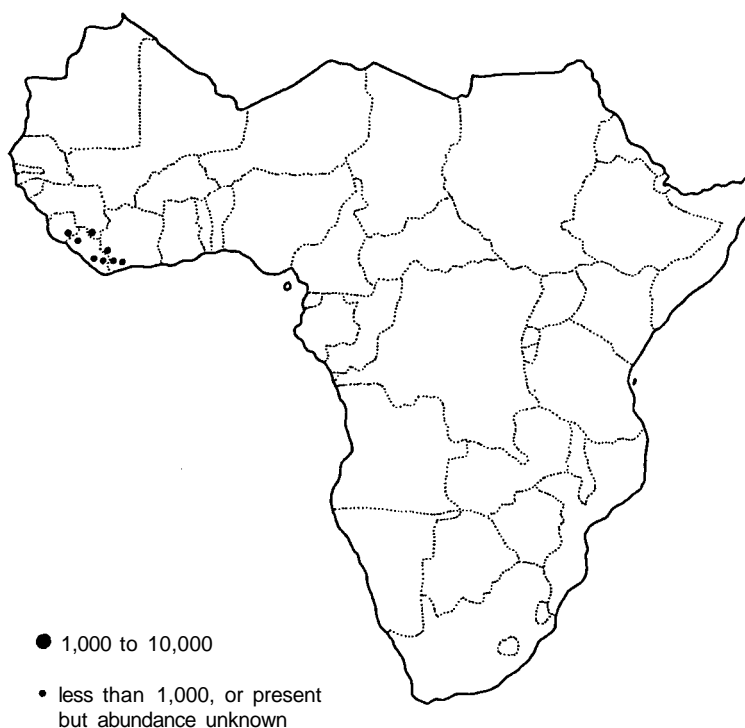 1,000 to 10,000
less than 1,000, or present
but abundance unknown